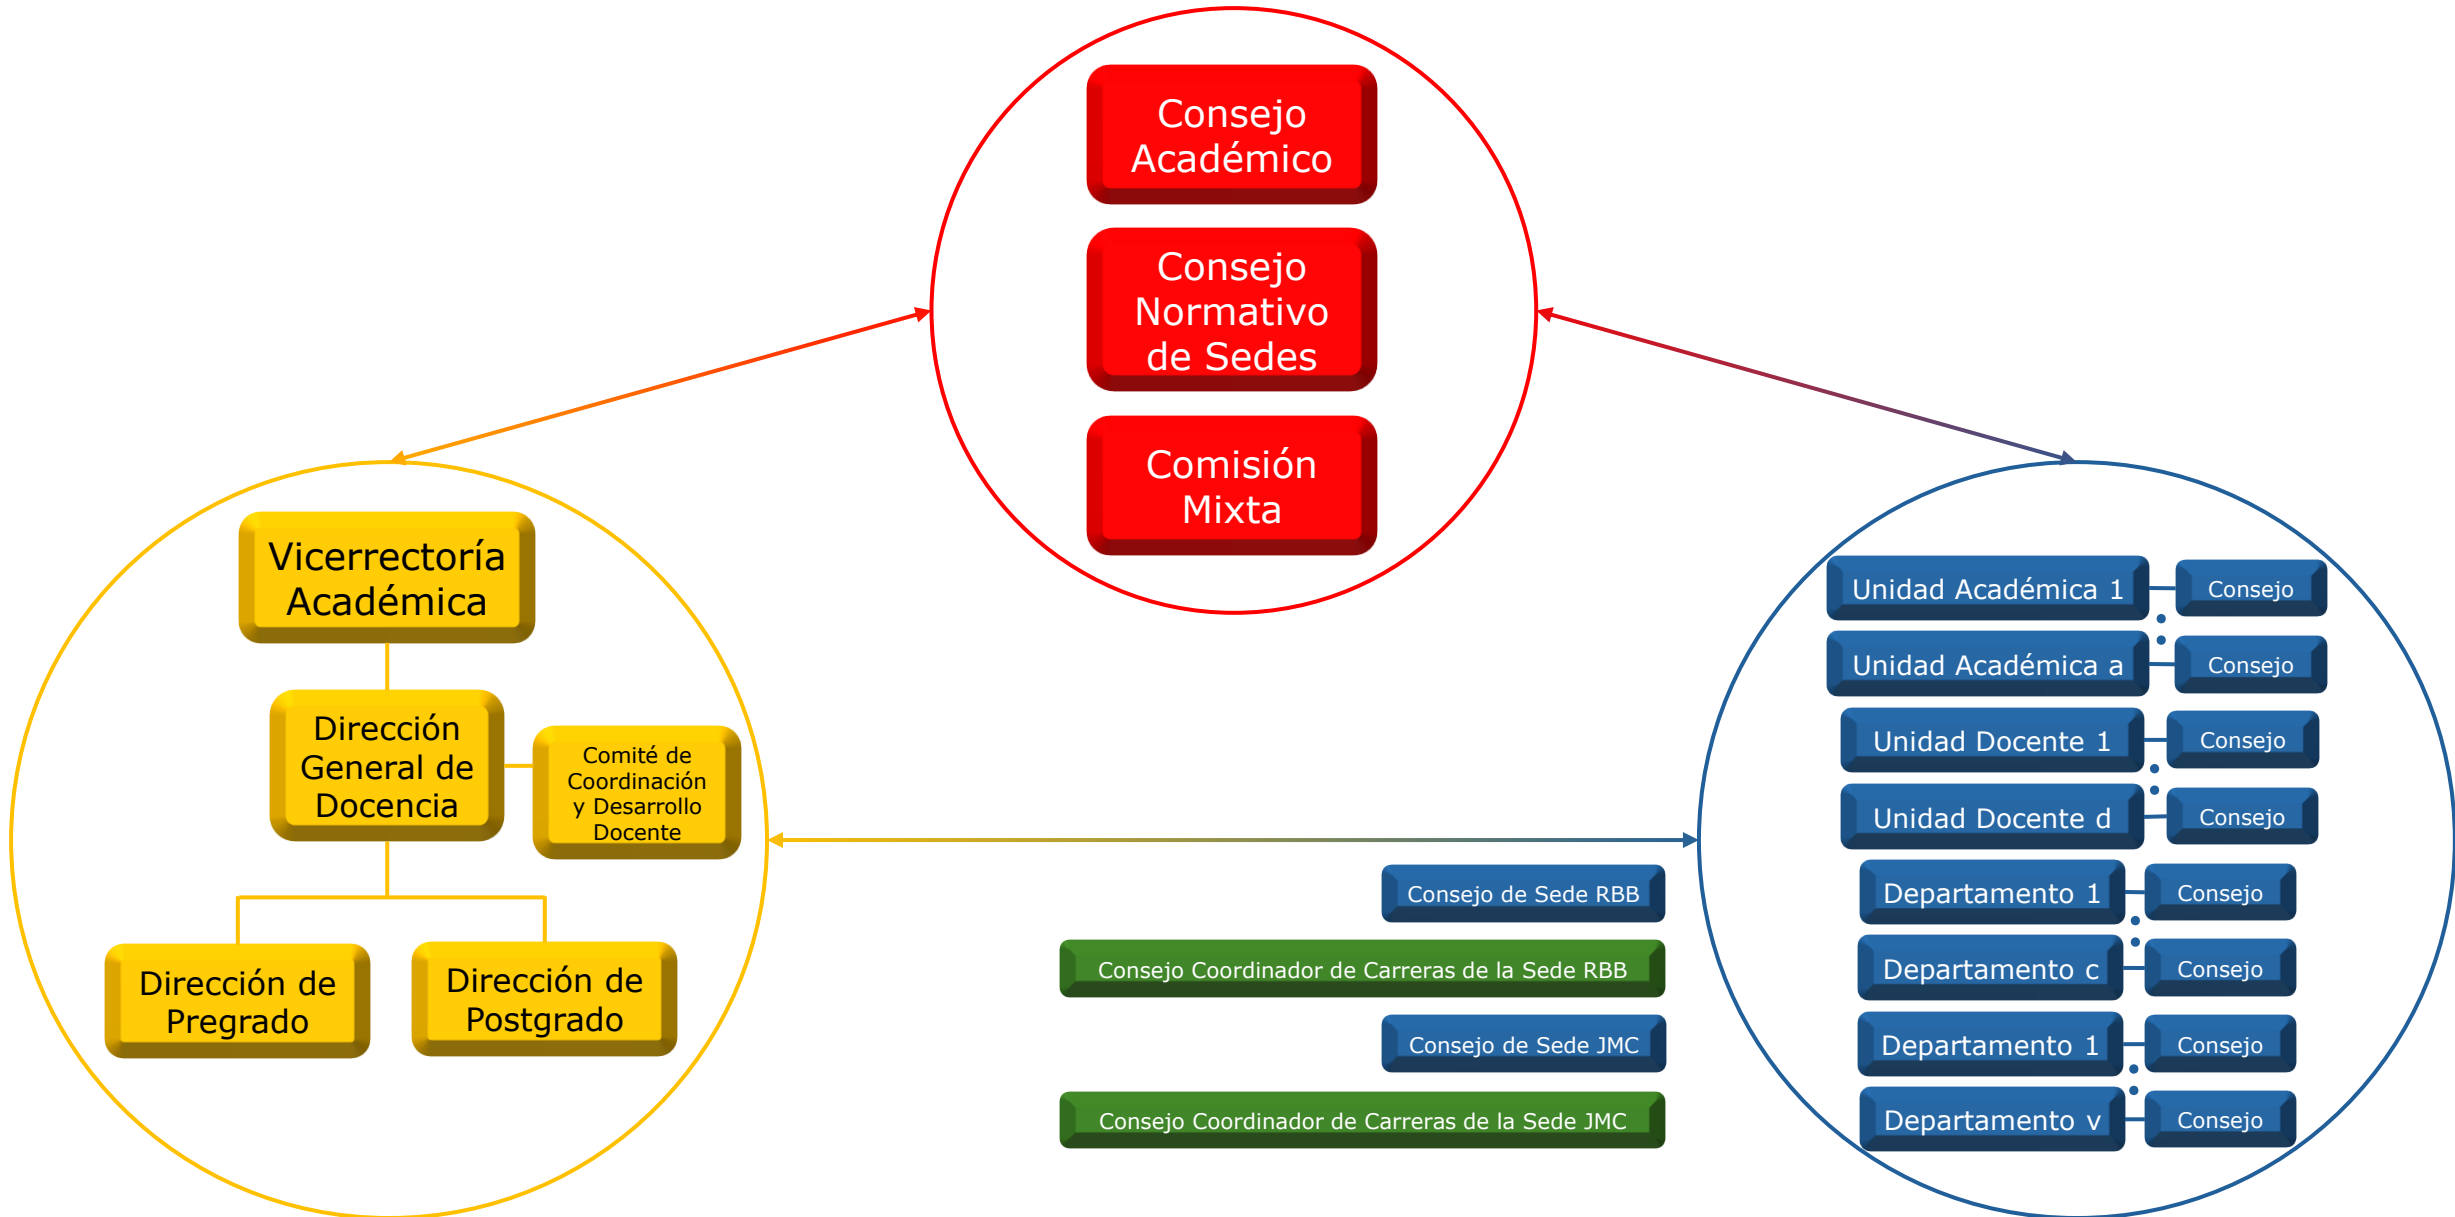 Consejo
Académico
Consejo
Normativo
de Sedes
Comisión
Mixta
Vicerrectoría
Académica
Dirección
General de
Docencia
Comité de
Coordinación
y Desarrollo
Docente
Dirección de
Pregrado
Dirección de
Postgrado
Consejo de Sede RBB
Consejo Coordinador de Carreras de la Sede RBB
Consejo de Sede JMC
Consejo Coordinador de Carreras de la Sede JMC
Unidad Académica 1
Consejo
Unidad Académica a
Consejo
Unidad Docente 1
Consejo
Unidad Docente d
Consejo
Departamento 1
Consejo
Departamento c
Consejo
Departamento 1
Consejo
Departamento v
Consejo